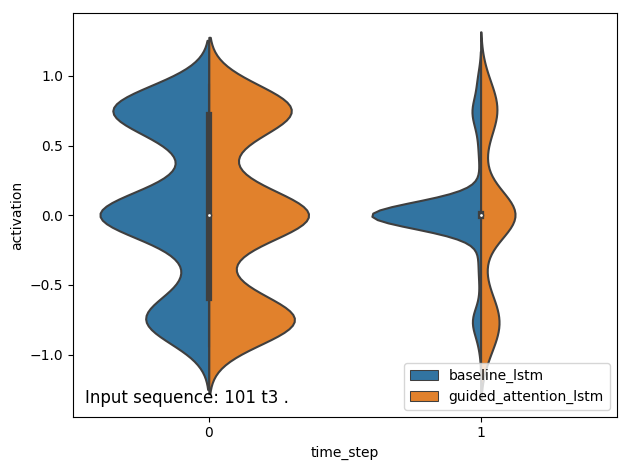 1.0
0.5
0.0
−0.5
−1.0
activation
Input sequence: 101 t3 .
baseline_lstm
guided_attention_lstm
0
1
time_step